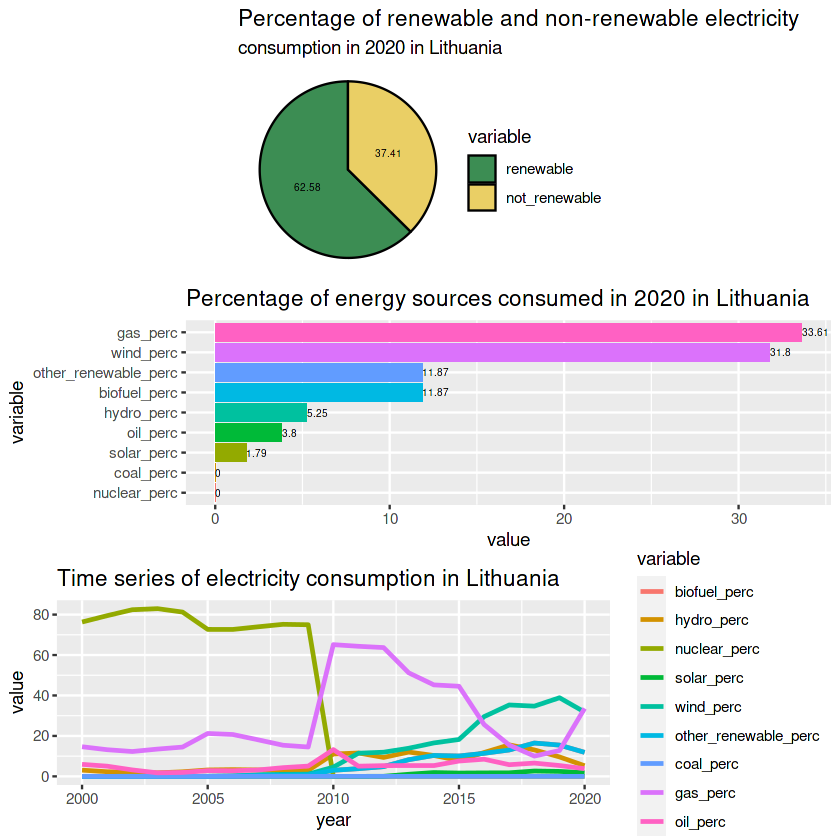 Percentage of renewable and non-renewable electricity
consumption in 2020 in Lithuania
37.41
62.58
variable
renewable
not_renewable
Percentage of energy sources consumed in 2020 in Lithuania
variable
gas_perc 33.61
wind_perc 31.8
other_renewable_perc 11.87
biofuel_perc 11.87
hydro_perc 5.25
oil_perc 3.8
solar_perc 1.79
coal_perc 0
nuclear_perc 0
0 10 20 30
value
Time series of electricity consumption in Lithuania
value
80
60
40
20
0
2000 2005 2010 2015 2020
year
variable
biofuel_perc
hydro_perc
nuclear_perc
solar_perc
wind_perc
other_renewable_perc
coal_perc
gas_perc
oil_perc